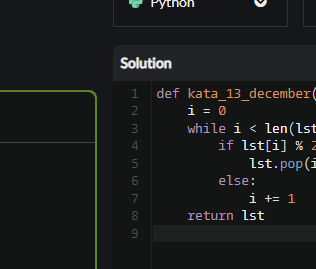 Python
Solution
1 def kata_13_december(
2 i = 0
3 while i < len(lst
4 if lst[i] % 2
5 lst.pop(i
6 else:
7 i += 1
8 return lst
9